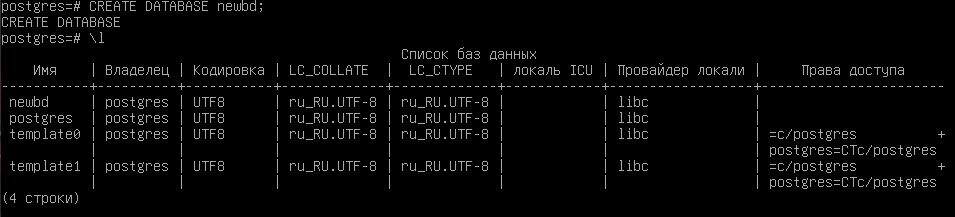 postgres=# CREATE DATABASE newbd;
CREATE DATABASE
postgres=# \l
                                                 Список баз данных
    Имя    | Владелец | Кодировка | LC_COLLATE  |  LC_CTYPE   | локаль ICU | Провайдер локали |     Права доступа
-----------+----------+-----------+-------------+-------------+------------+------------------+-----------------------
 newbd     | postgres | UTF8      | ru_RU.UTF-8 | ru_RU.UTF-8 |            | libc             |
 postgres  | postgres | UTF8      | ru_RU.UTF-8 | ru_RU.UTF-8 |            | libc             |
 template0 | postgres | UTF8      | ru_RU.UTF-8 | ru_RU.UTF-8 |            | libc             | =c/postgres          +
           |          |           |             |             |            |                  | postgres=CTc/postgres
 template1 | postgres | UTF8      | ru_RU.UTF-8 | ru_RU.UTF-8 |            | libc             | =c/postgres          +
           |          |           |             |             |            |                  | postgres=CTc/postgres
(4 строки)